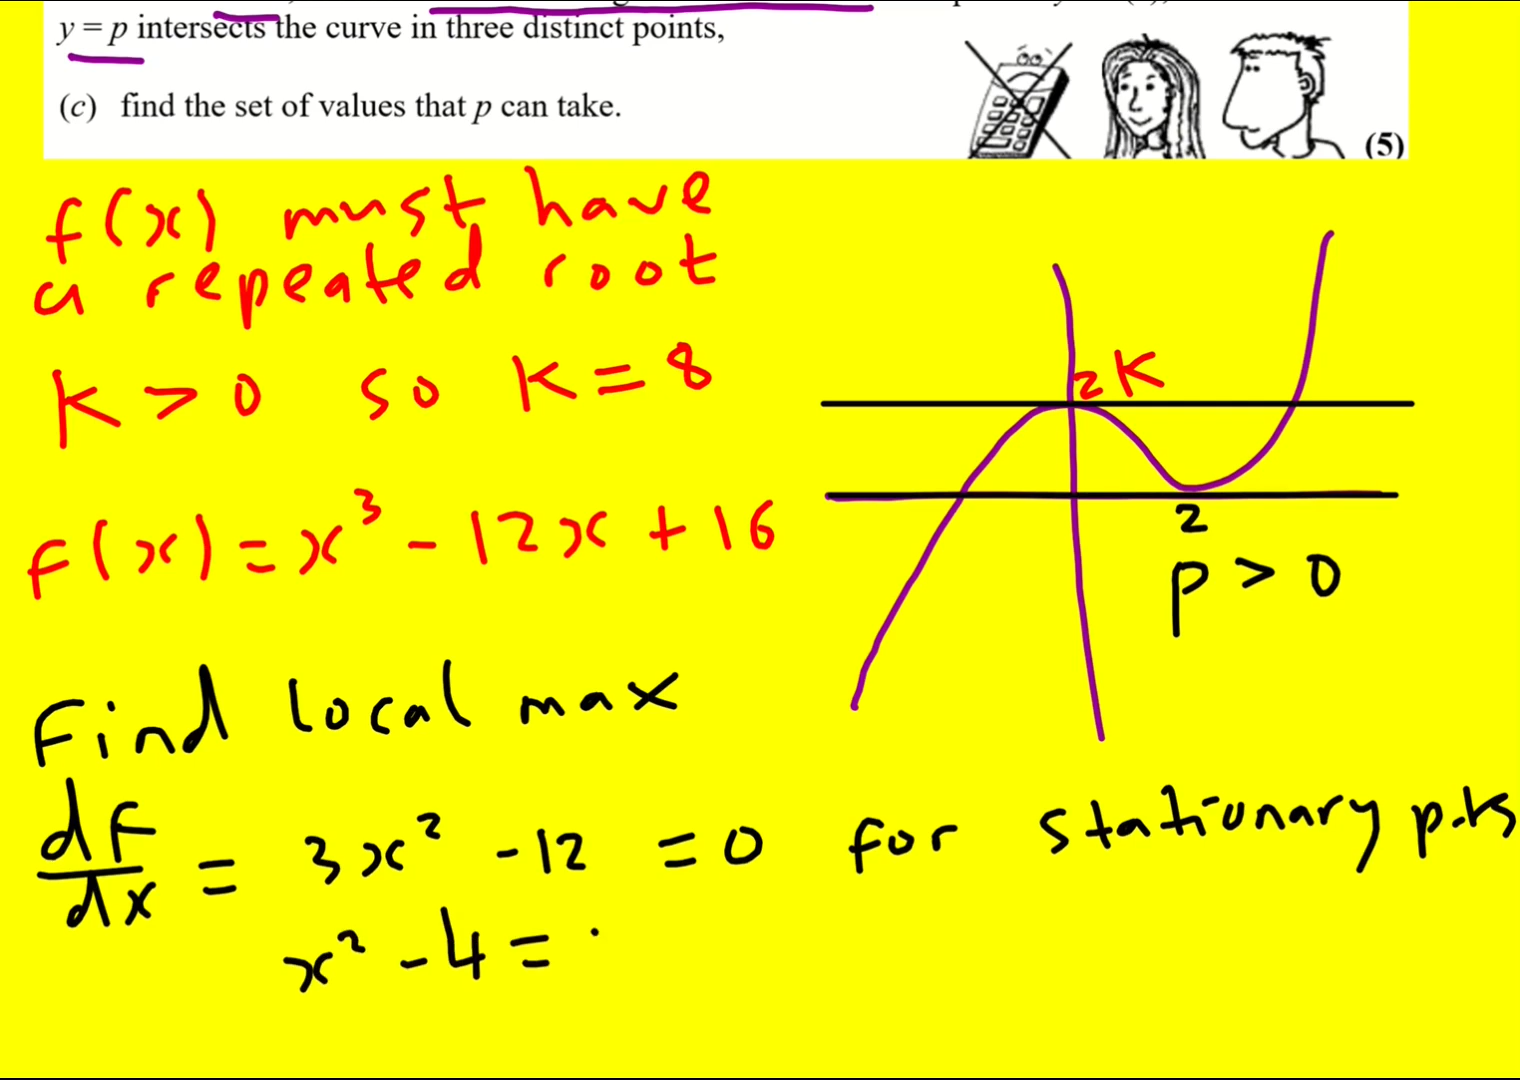 y = p intersects the curve in three distinct points,
(c) find the set of values that p can take.
(5)
f(x) must have
a repeated root
K > 0 so K = 8
f(x) = x³ - 12x + 16
2K
2
p > 0
Find local max
df/dx = 3x² - 12 = 0 for stationary pts
x² - 4 =